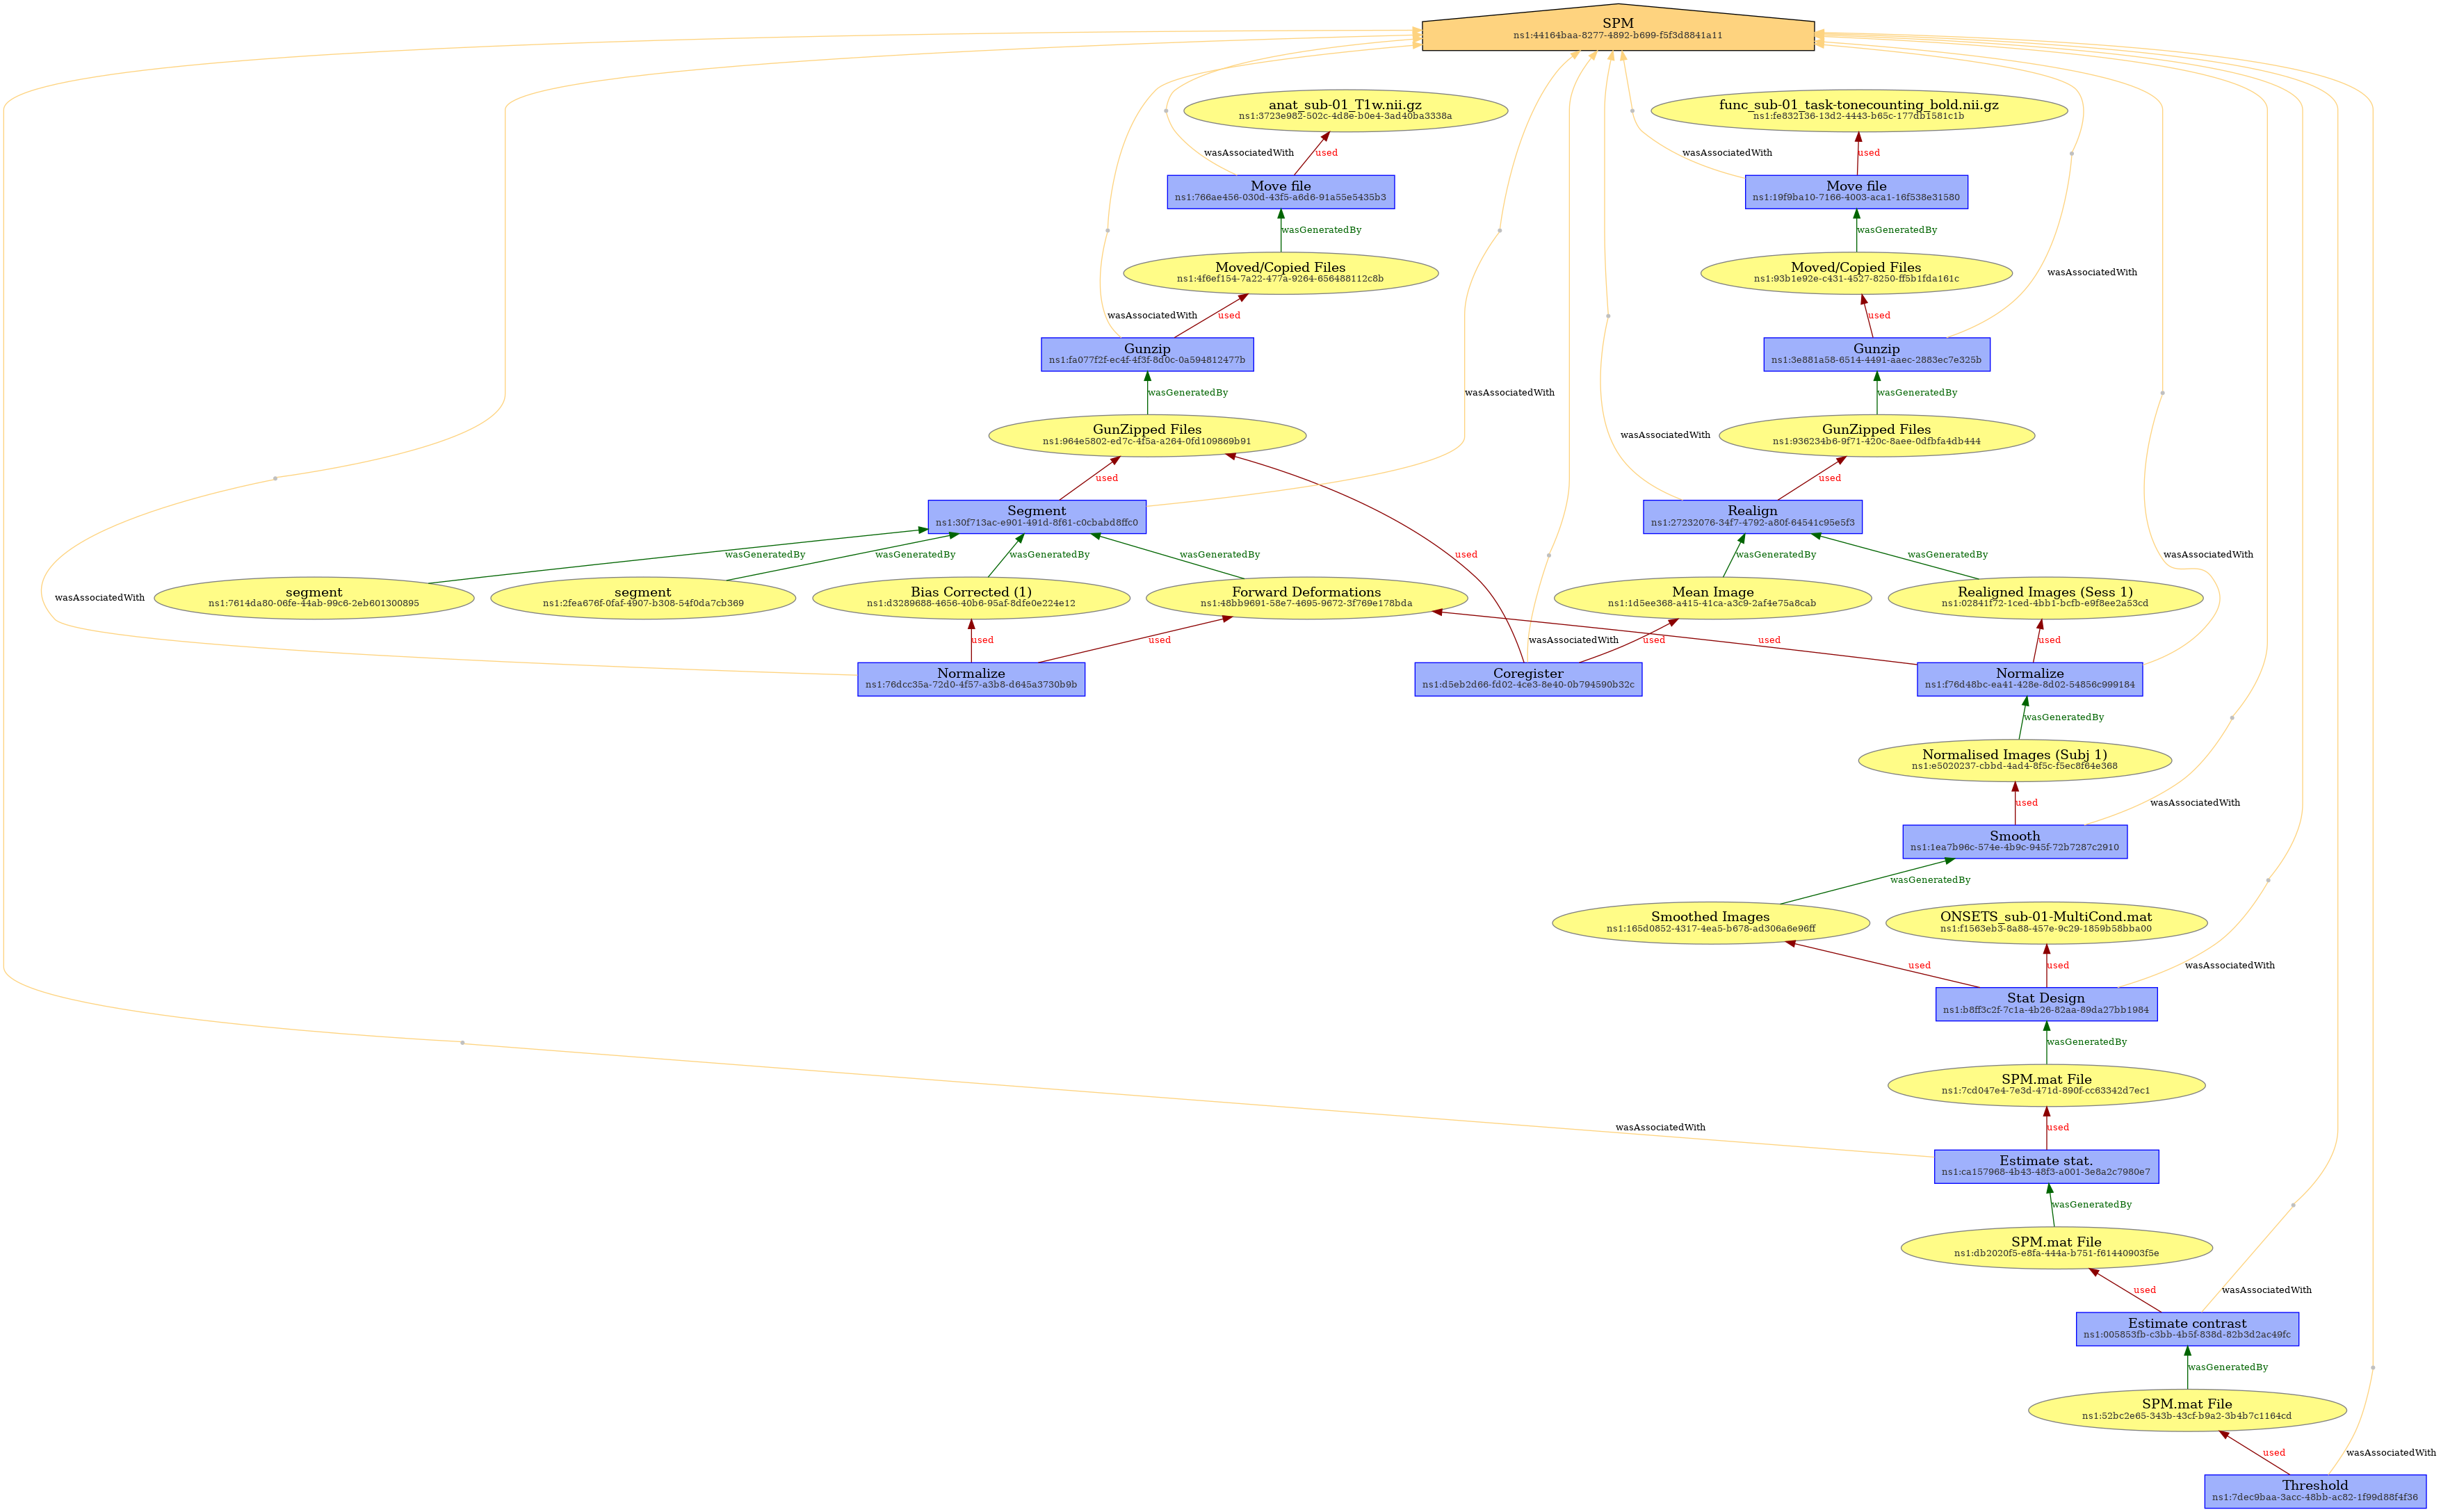 SPM
ns1:44164baa-8277-4892-b699-f5f3d8841a11
anat_sub-01_T1w.nii.gz
ns1:3723e982-502c-4d8e-b0e4-3ad40ba3338a
func_sub-01_task-tonecounting_bold.nii.gz
ns1:fe832136-13d2-4443-b65c-177db1581c1b
wasAssociatedWith
used
wasAssociatedWith
used
Move file
ns1:766ae456-030d-43f5-a6d6-91a55e5435b3
Move file
ns1:19f9ba10-7166-4003-aca1-16f538e31580
wasGeneratedBy
wasGeneratedBy
Moved/Copied Files
ns1:4f6ef154-7a22-477a-9264-656488112c8b
Moved/Copied Files
ns1:93b1e92e-c431-4527-8250-ff5b1fda161c
wasAssociatedWith
wasAssociatedWith
used
used
Gunzip
ns1:fa077f2f-ec4f-4f3f-8d0c-0a594812477b
Gunzip
ns1:3e881a58-6514-4491-aaec-2883ec7e325b
wasGeneratedBy
wasAssociatedWith
wasGeneratedBy
GunZipped Files
ns1:964e5802-ed7c-4f5a-a264-0fd109869b91
wasAssociatedWith
GunZipped Files
ns1:936234b6-9f71-420c-8aee-0dfbfa4db444
used
used
Segment
ns1:30f713ac-e901-491d-8f61-c0cbabd8ffc0
Realign
ns1:27232076-34f7-4792-a80f-64541c95e5f3
wasGeneratedBy
wasGeneratedBy
wasGeneratedBy
wasGeneratedBy
used
wasGeneratedBy
wasGeneratedBy
wasAssociatedWith
wasAssociatedWith
segment
ns1:7614da80-06fe-44ab-99c6-2eb601300895
segment
ns1:2fea676f-0faf-4907-b308-54f0da7cb369
Bias Corrected (1)
ns1:d3289688-4656-40b6-95af-8dfe0e224e12
Forward Deformations
ns1:48bb9691-58e7-4695-9672-3f769e178bda
Mean Image
ns1:1d5ee368-a415-41ca-a3c9-2af4e75a8cab
Realigned Images (Sess 1)
ns1:02841f72-1ced-4bb1-bcfb-e9f8ee2a53cd
used
used
wasAssociatedWith
used
used
used
Normalize
ns1:76dcc35a-72d0-4f57-a3b8-d645a3730b9b
Coregister
ns1:d5eb2d66-fd02-4ce3-8e40-0b794590b32c
Normalize
ns1:f76d48bc-ea41-428e-8d02-54856c999184
wasGeneratedBy
Normalised Images (Subj 1)
ns1:e5020237-cbbd-4ad4-8f5c-f5ec8f64e368
used
wasAssociatedWith
Smooth
ns1:1ea7b96c-574e-4b9c-945f-72b7287c2910
wasGeneratedBy
Smoothed Images
ns1:165d0852-4317-4ea5-b678-ad306a6e96ff
ONSETS_sub-01-MultiCond.mat
ns1:f1563eb3-8a88-457e-9c29-1859b58bba00
used
used
wasAssociatedWith
Stat Design
ns1:b8ff3c2f-7c1a-4b26-82aa-89da27bb1984
wasGeneratedBy
SPM.mat File
ns1:7cd047e4-7e3d-471d-890f-cc63342d7ec1
wasAssociatedWith
used
Estimate stat.
ns1:ca157968-4b43-48f3-a001-3e8a2c7980e7
wasGeneratedBy
SPM.mat File
ns1:db2020f5-e8fa-444a-b751-f61440903f5e
used
wasAssociatedWith
Estimate contrast
ns1:005853fb-c3bb-4b5f-838d-82b3d2ac49fc
wasGeneratedBy
SPM.mat File
ns1:52bc2e65-343b-43cf-b9a2-3b4b7c1164cd
used
wasAssociatedWith
Threshold
ns1:7dec9baa-3acc-48bb-ac82-1f99d88f4f36